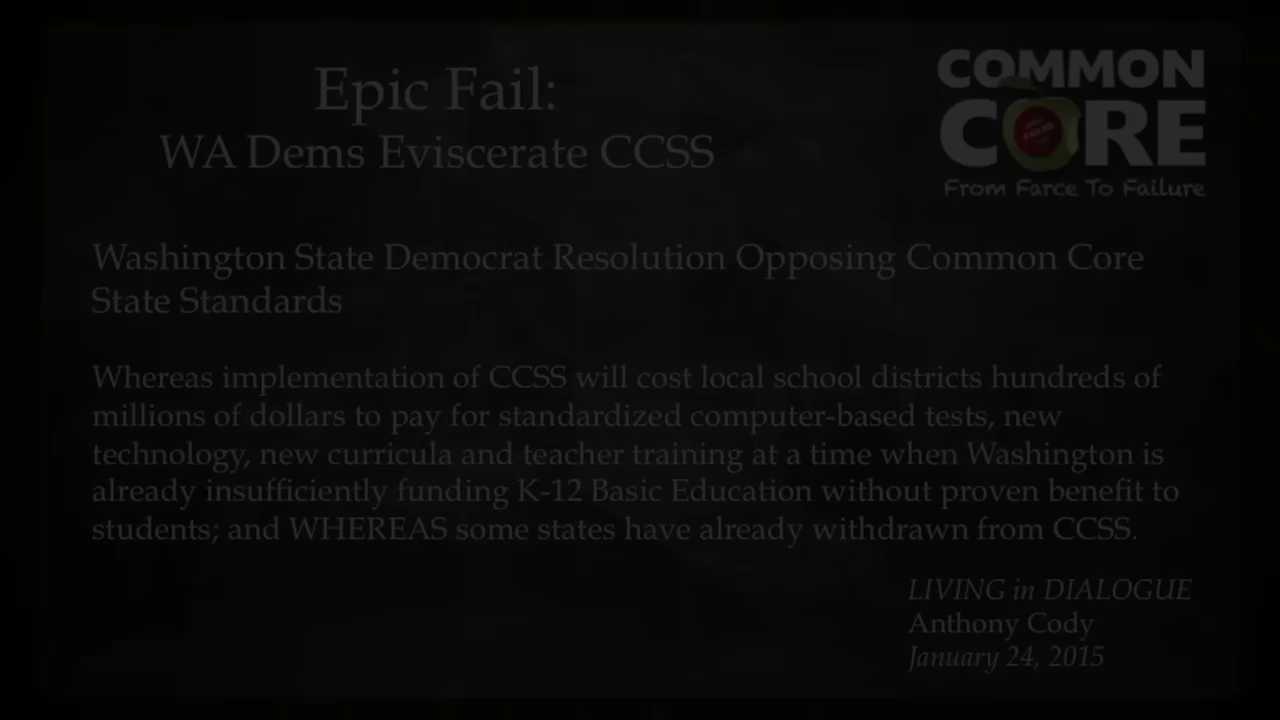 Epic Fail:
WA Dems Eviscerate CCSS
COMMON
CORE
From Farce To Failure
Washington State Democrat Resolution Opposing Common Core
State Standards
Whereas implementation of CCSS will cost local school districts hundreds of
millions of dollars to pay for standardized computer-based tests, new
technology, new curricula and teacher training at a time when Washington is
already insufficiently funding K-12 Basic Education without proven benefit to
students; and WHEREAS some states have already withdrawn from CCSS.
LIVING in DIALOGUE
Anthony Cody
January 24, 2015